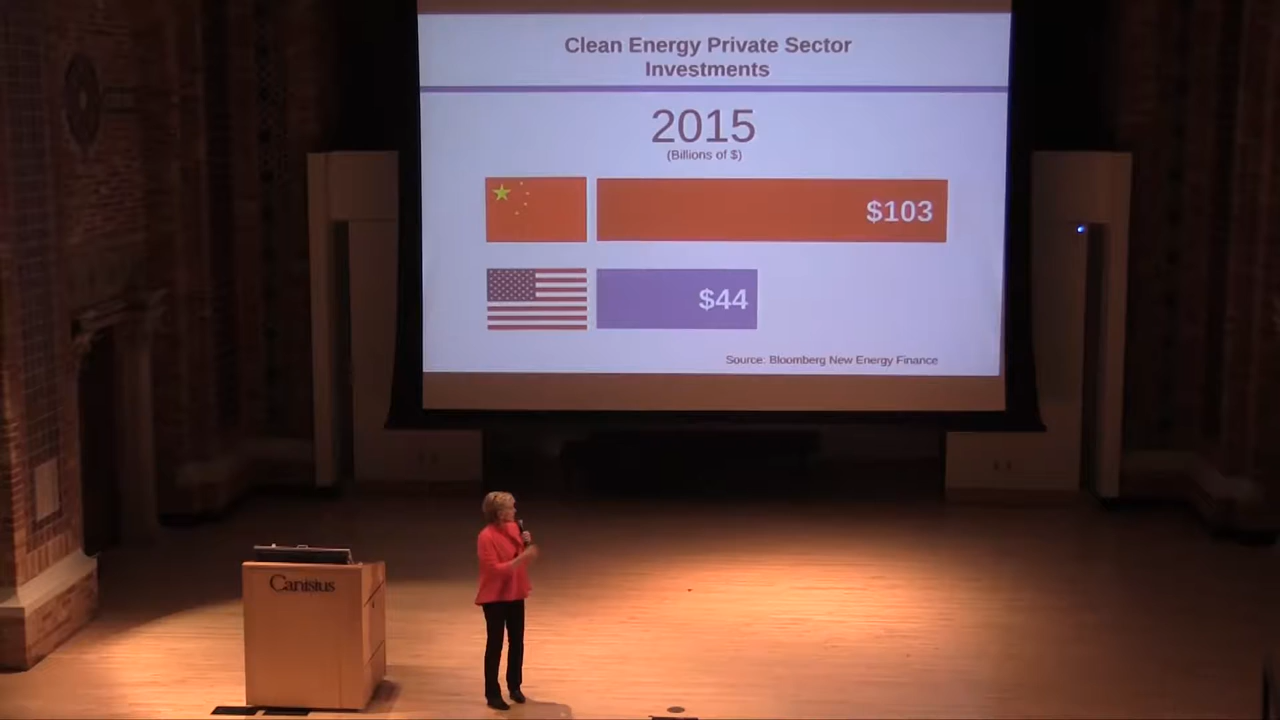 Clean Energy Private Sector
Investments
2015
(Billions of $)
$103
$44
Source: Bloomberg New Energy Finance
Canisius